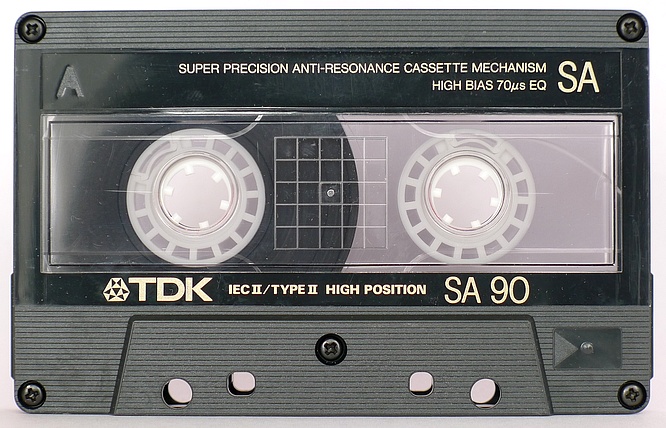 A
SUPER PRECISION ANTI-RESONANCE CASSETTE MECHANISM SA
HIGH BIAS 70µs EQ
TDK IEC II/TYPE II HIGH POSITION SA 90